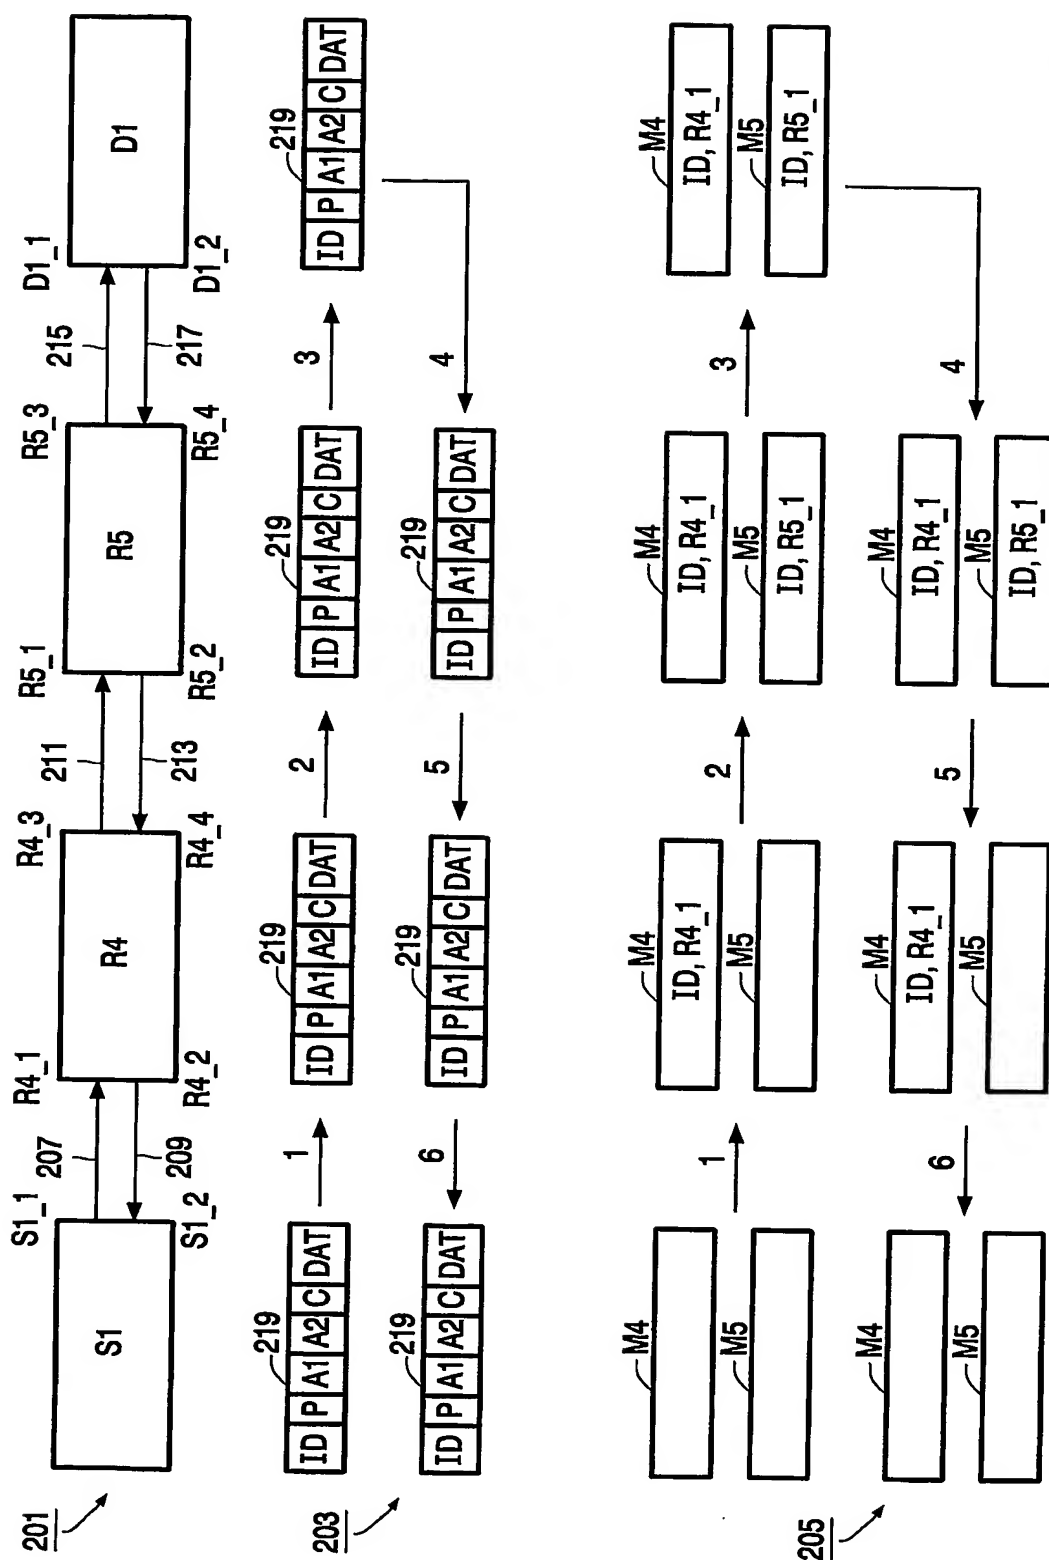 201
S1
S1_1
S1_2
207
209
R4_1
R4_2
R4
R4_3
R4_4
211
213
R5_1
R5_2
R5
R5_3
R5_4
215
217
D1_1
D1_2
D1
203
219
ID P A1 A2 C DAT
1
219
ID P A1 A2 C DAT
2
219
ID P A1 A2 C DAT
3
219
ID P A1 A2 C DAT
219
ID P A1 A2 C DAT
6
219
ID P A1 A2 C DAT
5
219
ID P A1 A2 C DAT
4
205
M4
M5
1
M4
ID, R4_1
M5
2
M4
ID, R4_1
M5
ID, R5_1
3
M4
ID, R4_1
M5
ID, R5_1
M4
M5
6
M4
ID, R4_1
M5
5
M4
ID, R4_1
M5
ID, R5_1
4